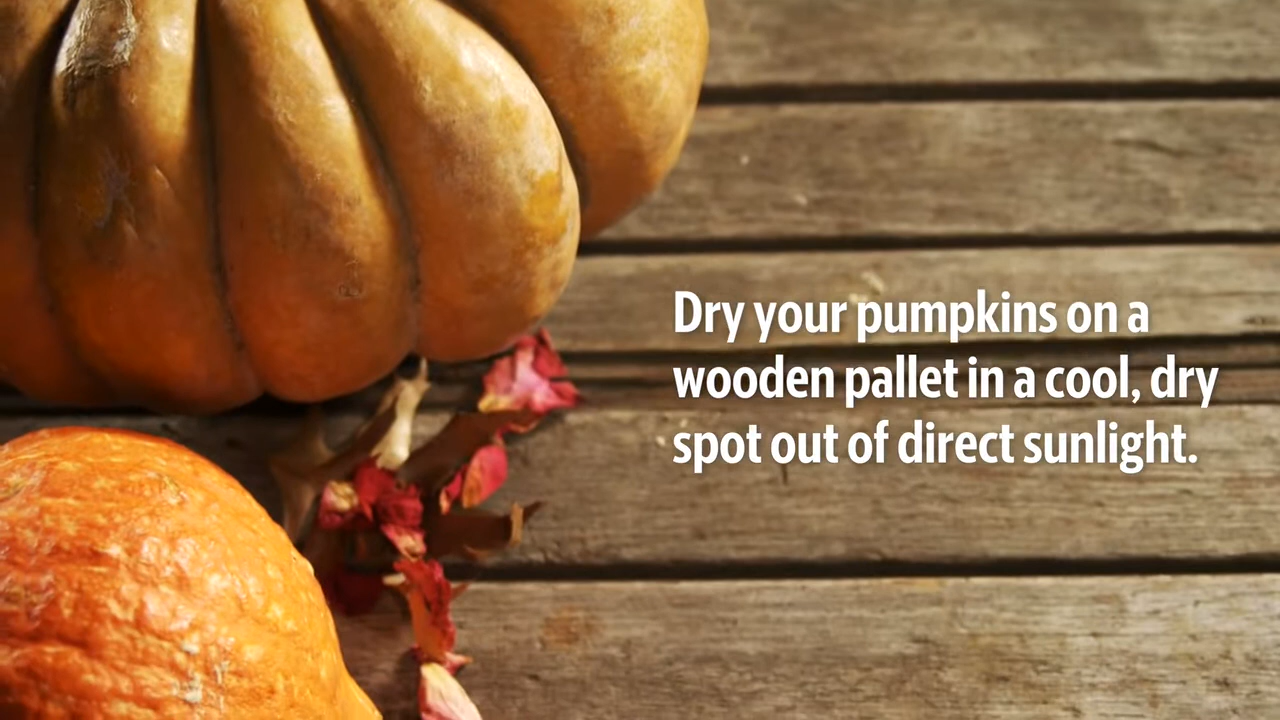 Dry your pumpkins on a
wooden pallet in a cool, dry
spot out of direct sunlight.